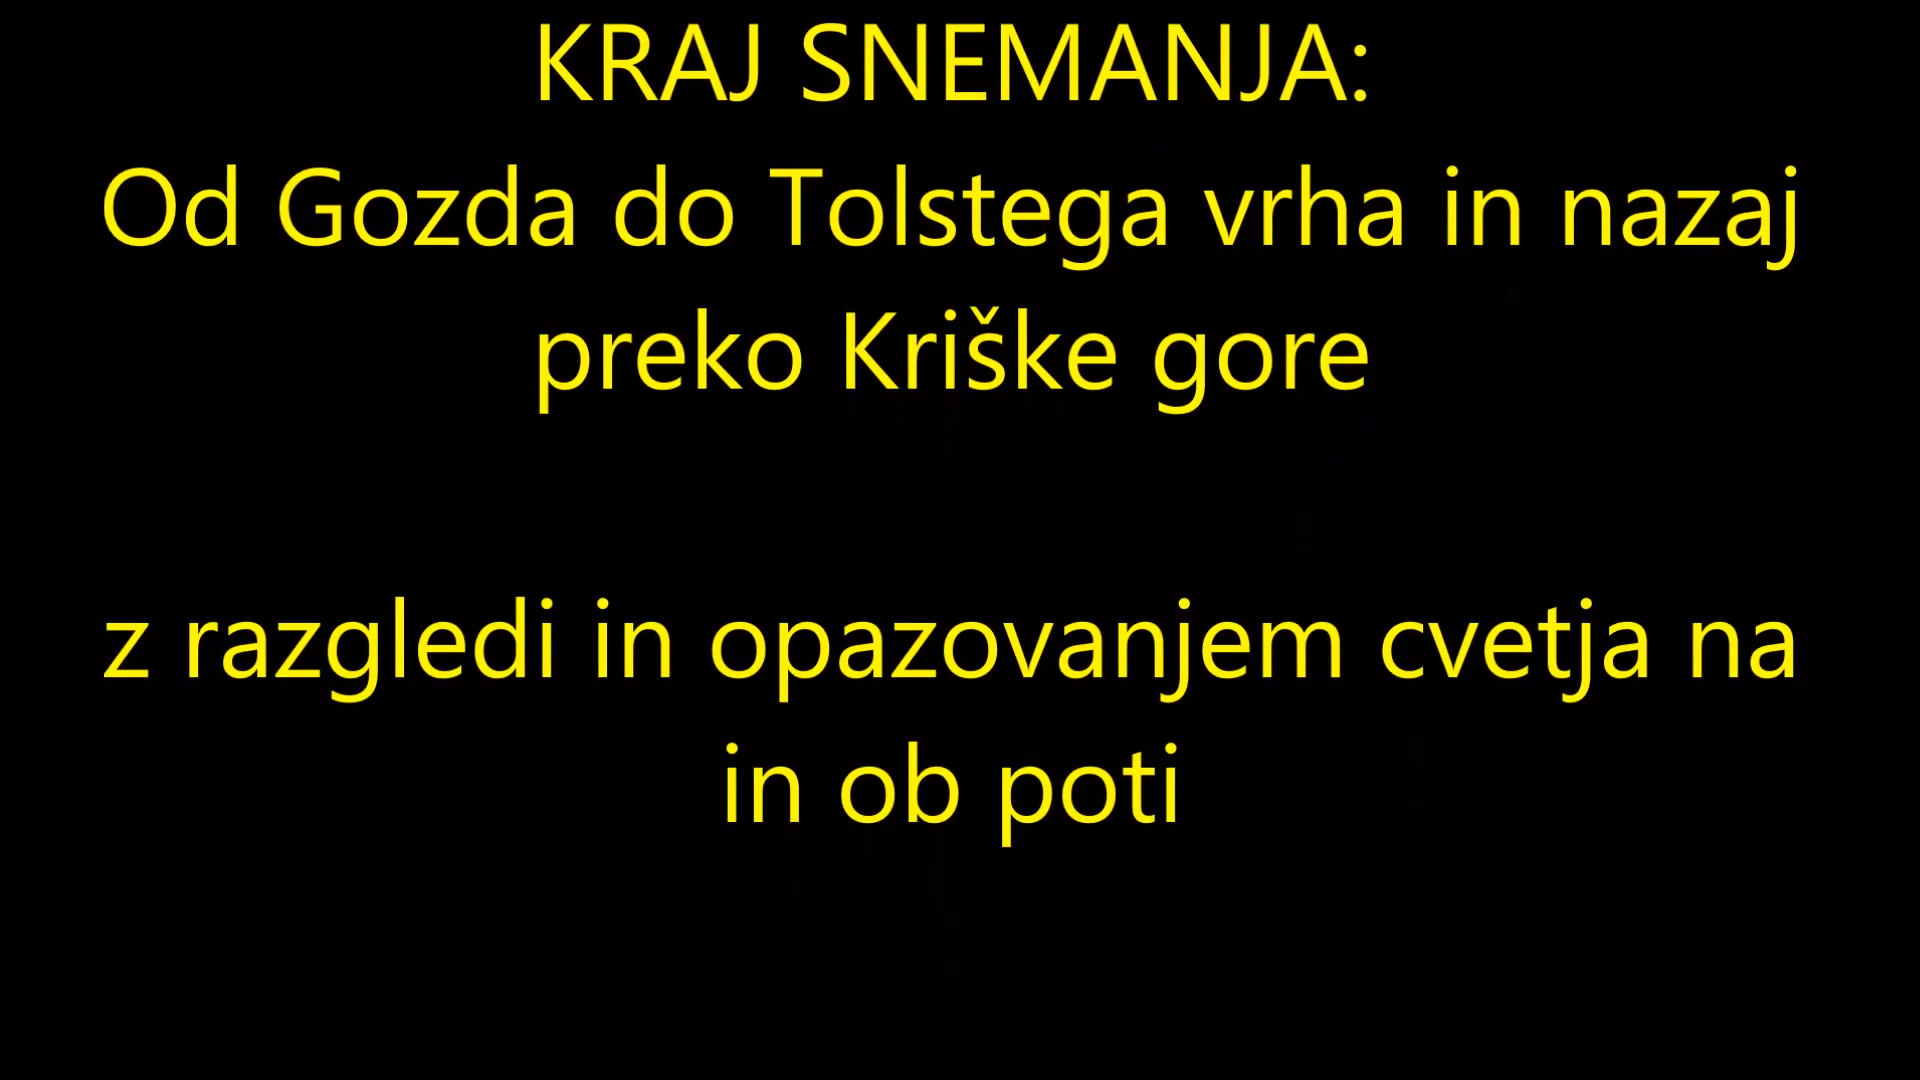 KRAJ SNEMANJA:
Od Gozda do Tolstega vrha in nazaj
preko Kriške gore
z razgledi in opazovanjem cvetja na
in ob poti